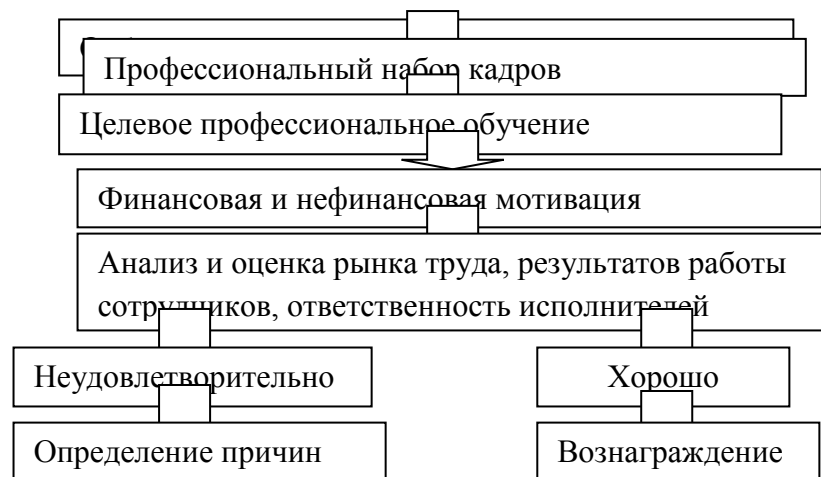 Профессиональный набор кадров
Целевое профессиональное обучение
Финансовая и нефинансовая мотивация
Анализ и оценка рынка труда, результатов работы
сотрудников, ответственность исполнителей
Неудовлетворительно
Хорошо
Определение причин
Вознаграждение